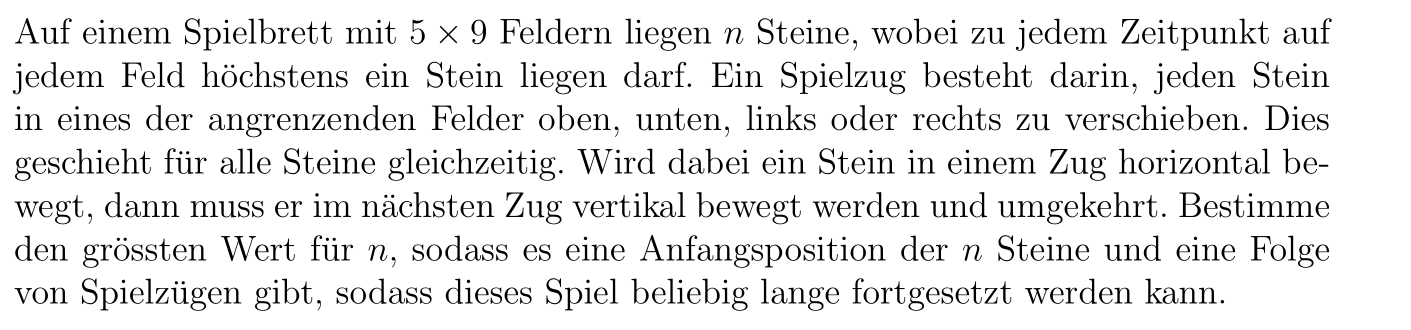 Auf einem Spielbrett mit 5 × 9 Feldern liegen n Steine, wobei zu jedem Zeitpunkt auf
jedem Feld höchstens ein Stein liegen darf. Ein Spielzug besteht darin, jeden Stein
in eines der angrenzenden Felder oben, unten, links oder rechts zu verschieben. Dies
geschieht für alle Steine gleichzeitig. Wird dabei ein Stein in einem Zug horizontal be-
wegt, dann muss er im nächsten Zug vertikal bewegt werden und umgekehrt. Bestimme
den grössten Wert für n, sodass es eine Anfangsposition der n Steine und eine Folge
von Spielzügen gibt, sodass dieses Spiel beliebig lange fortgesetzt werden kann.